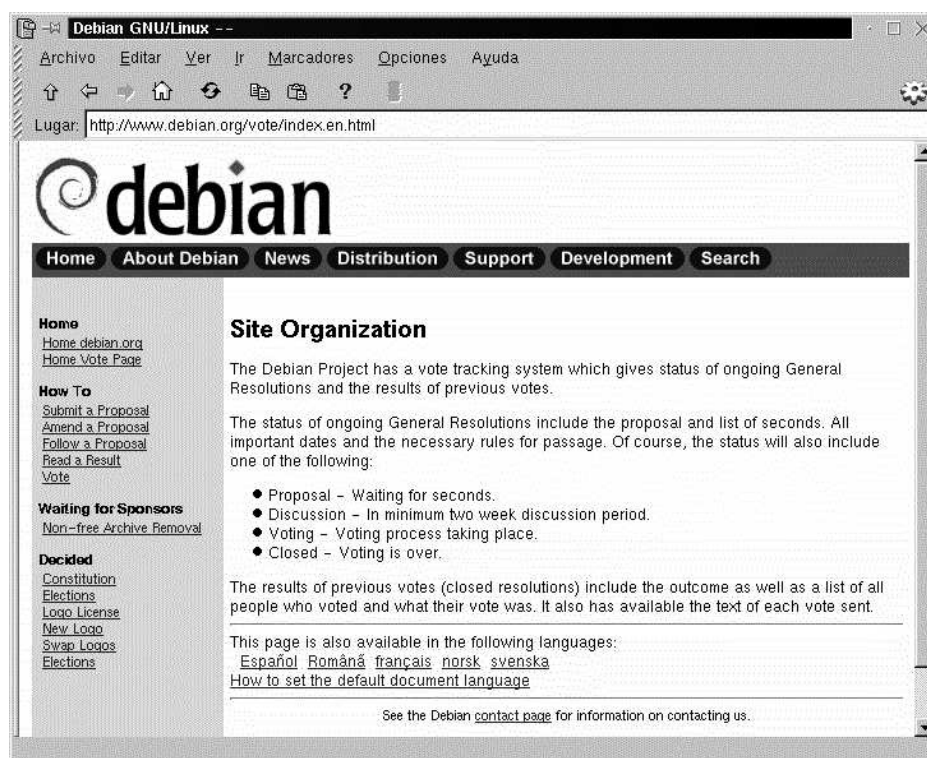 Debian GNU/Linux --
Archivo Editar Ver Ir Marcadores Opciones Ayuda
?
Lugar: http://www.debian.org/vote/index.en.html
debian
Home About Debian News Distribution Support Development Search
Home
Home debian.org
Home Vote Page
How To
Submit a Proposal
Amend a Proposal
Follow a Proposal
Read a Result
Vote
Waiting for Sponsors
Non-free Archive Removal
Decided
Constitution
Elections
Logo License
New Logo
Swap Logos
Elections
Site Organization
The Debian Project has a vote tracking system which gives status of ongoing General
Resolutions and the results of previous votes.
The status of ongoing General Resolutions include the proposal and list of seconds. All
important dates and the necessary rules for passage. Of course, the status will also include
one of the following:
● Proposal – Waiting for seconds.
● Discussion – In minimum two week discussion period.
● Voting – Voting process taking place.
● Closed – Voting is over.
The results of previous votes (closed resolutions) include the outcome as well as a list of all
people who voted and what their vote was. It also has available the text of each vote sent.
This page is also available in the following languages:
Español Română français norsk svenska
How to set the default document language
See the Debian contact page for information on contacting us.